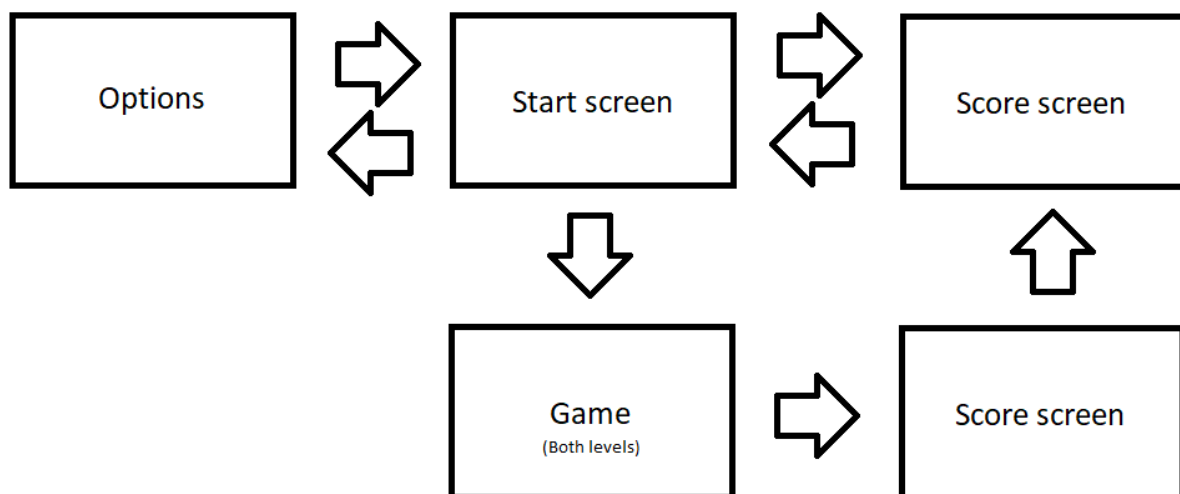 Options
Start screen
Score screen
Game
(Both levels)
Score screen